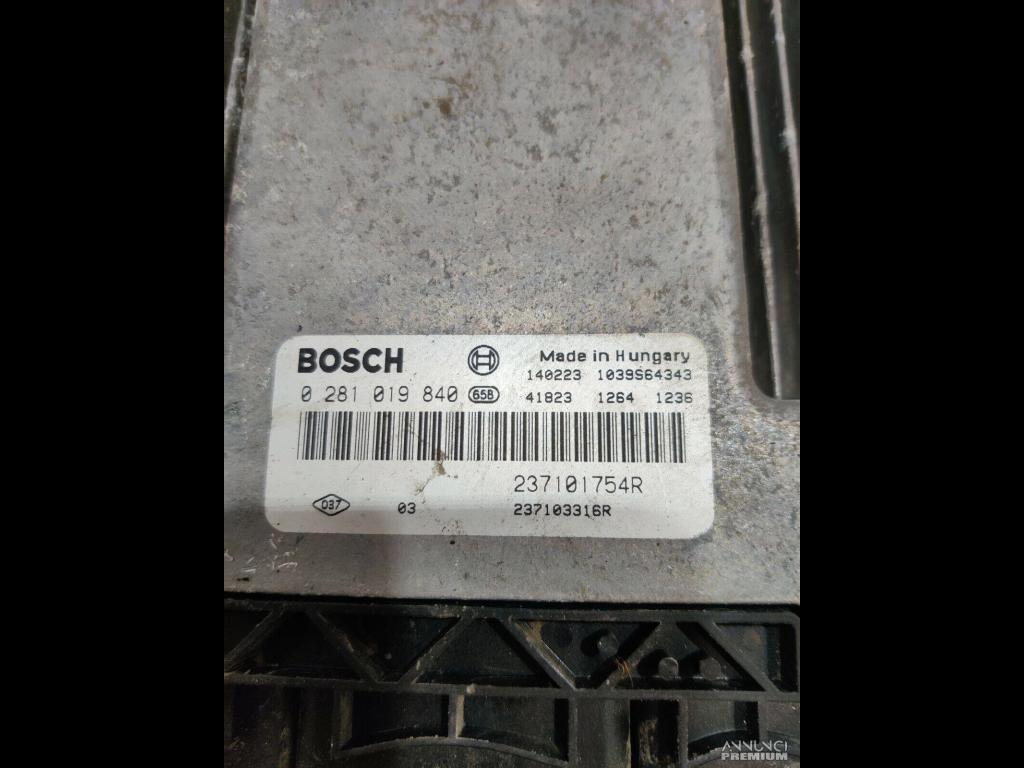 BOSCH Made in Hungary
140223 1039S64343
0 281 019 840 65B 41823 1264 1236
237101754R
D37 03 237103316R
ANNUNCI
PREMIUM